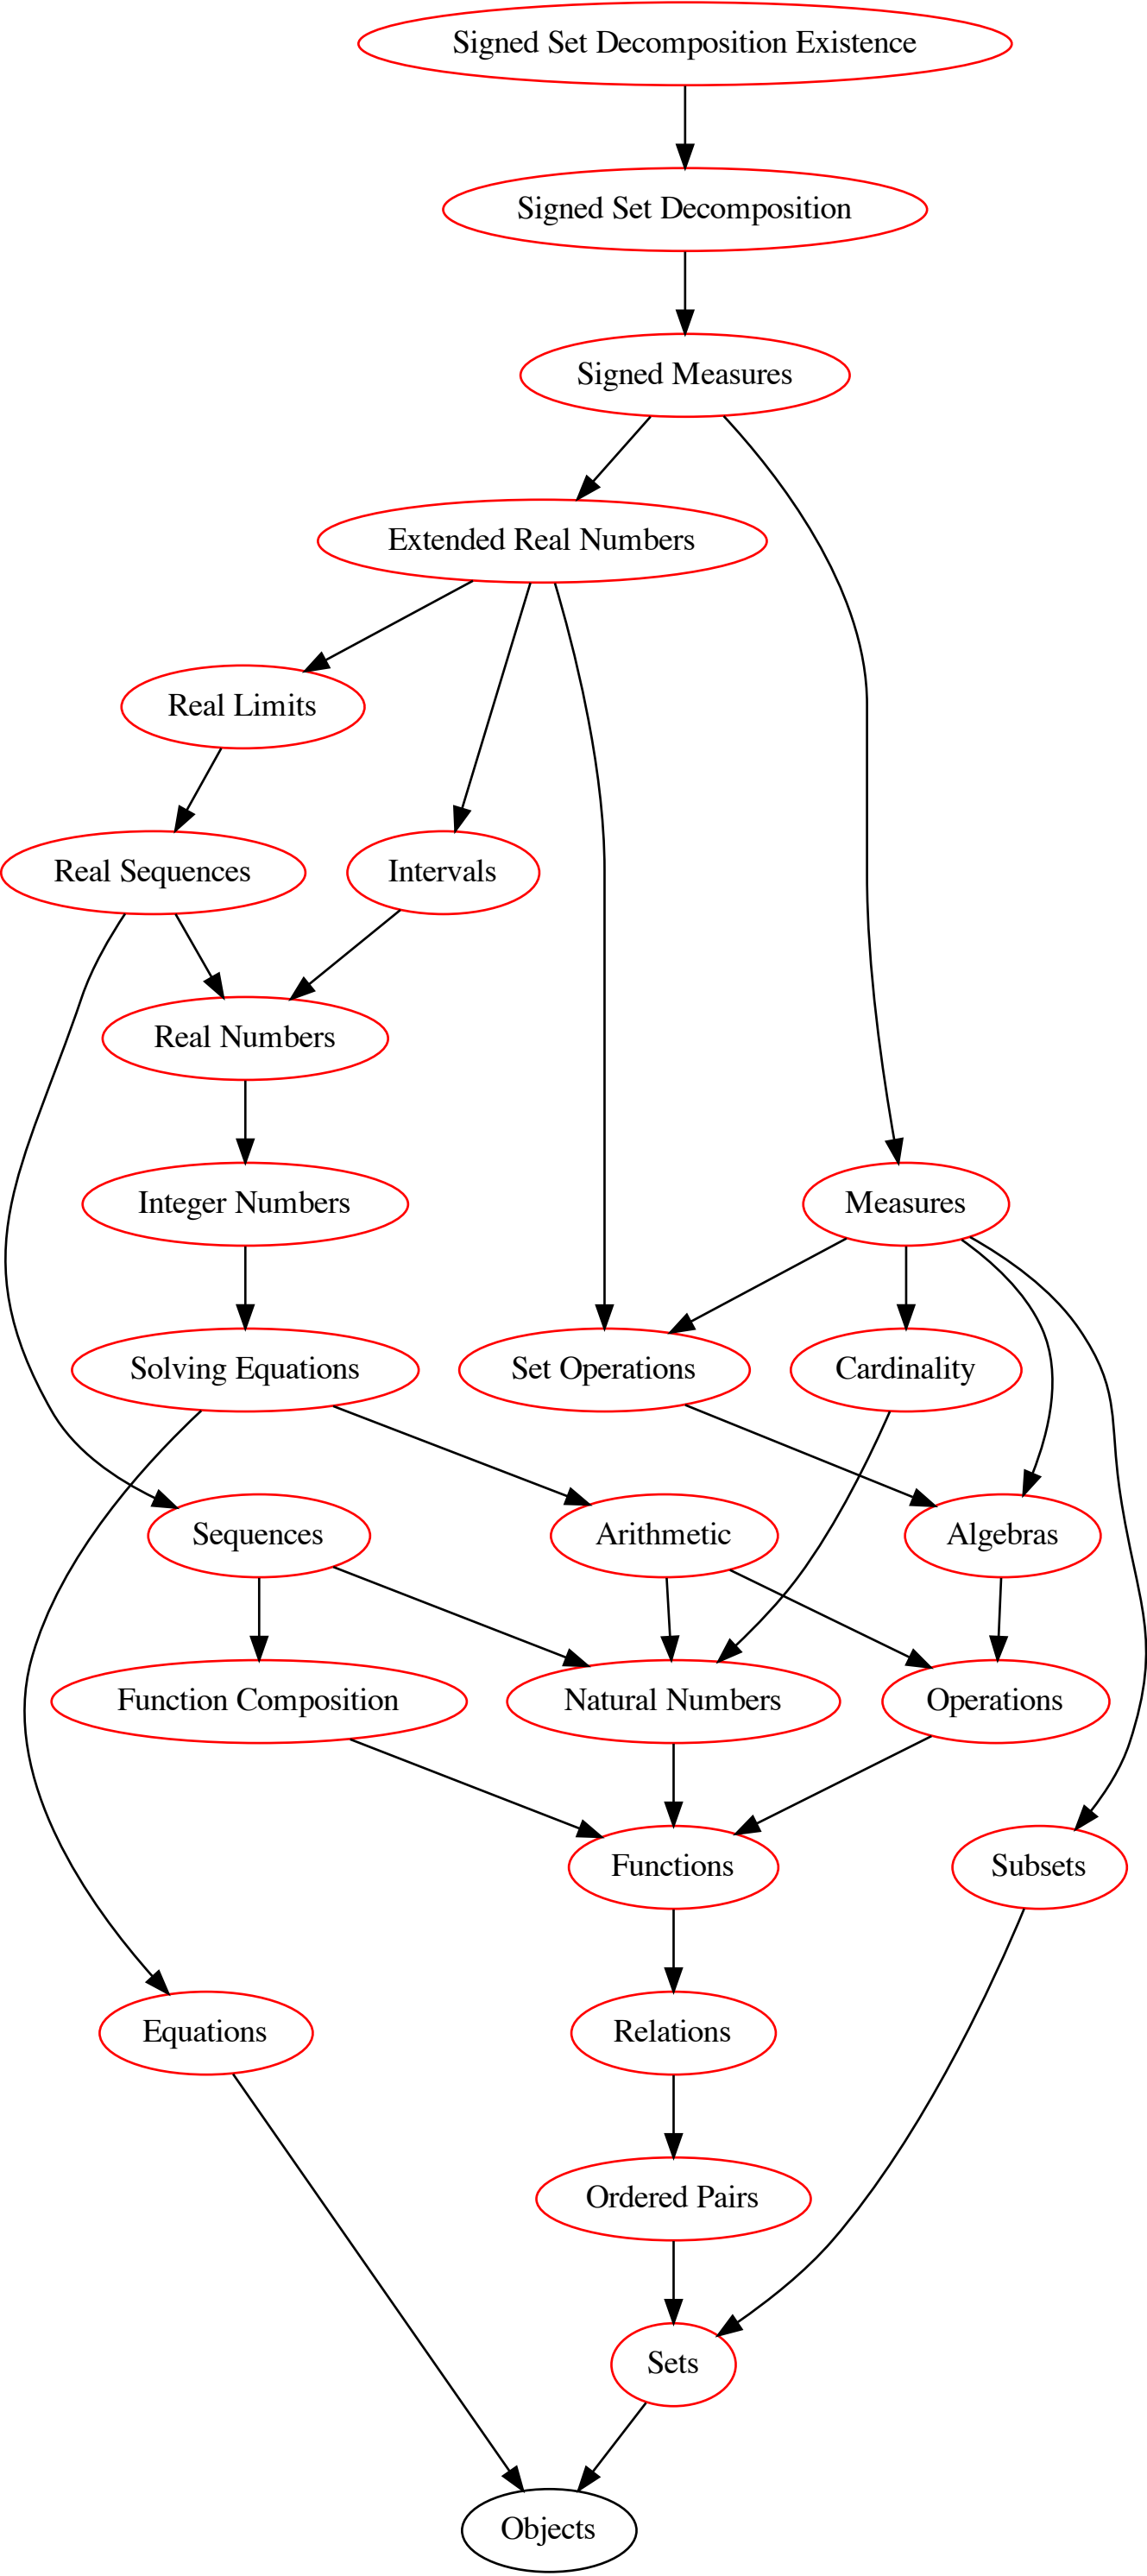 Signed Set Decomposition Existence
Signed Set Decomposition
Signed Measures
Extended Real Numbers
Real Limits
Real Sequences
Intervals
Real Numbers
Integer Numbers
Measures
Solving Equations
Set Operations
Cardinality
Sequences
Arithmetic
Algebras
Function Composition
Natural Numbers
Operations
Functions
Subsets
Equations
Relations
Ordered Pairs
Sets
Objects